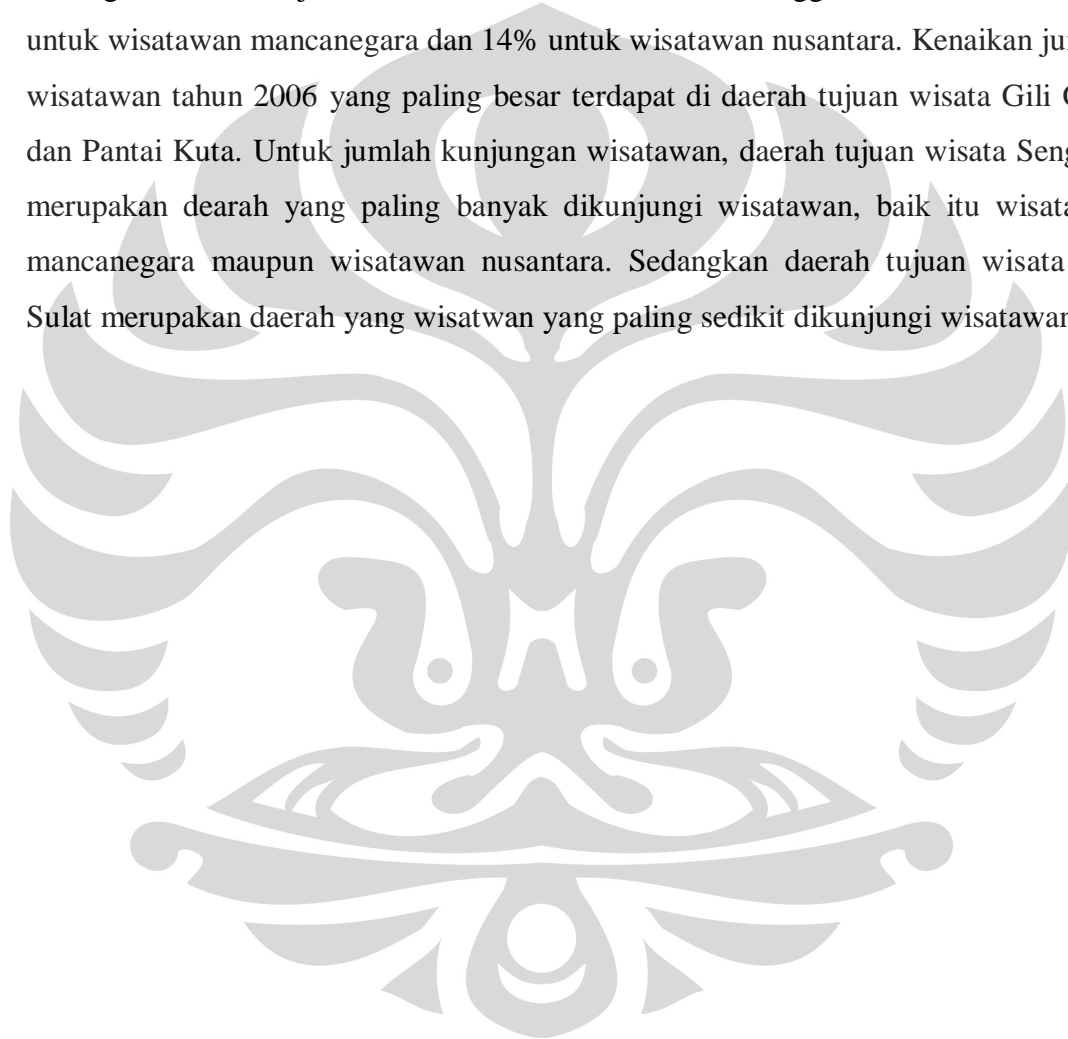 untuk wisatawan mancanegara dan 14% untuk wisatawan nusantara. Kenaikan ju
wisatawan tahun 2006 yang paling besar terdapat di daerah tujuan wisata Gili
dan Pantai Kuta. Untuk jumlah kunjungan wisatawan, daerah tujuan wisata Seng
merupakan dearah yang paling banyak dikunjungi wisatawan, baik itu wisata
mancanegara maupun wisatawan nusantara. Sedangkan daerah tujuan wisata
Sulat merupakan daerah yang wisatwan yang paling sedikit dikunjungi wisatawan